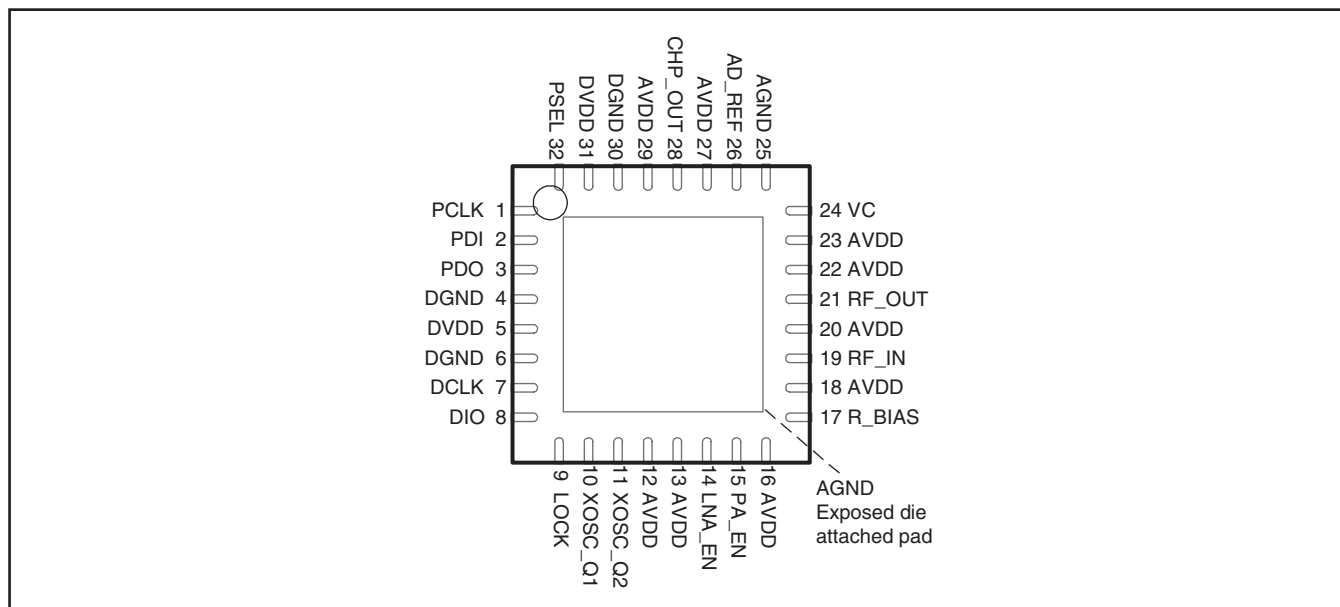 PSEL 32
DVDD 31
DGND 30
AVDD 29
CHP_OUT 28
AVDD 27
AD_REF 26
AGND 25
PCLK 1
PDI 2
PDO 3
DGND 4
DVDD 5
DGND 6
DCLK 7
DIO 8
24 VC
23 AVDD
22 AVDD
21 RF_OUT
20 AVDD
19 RF_IN
18 AVDD
17 R_BIAS
9 LOCK
10 XOSC_Q1
11 XOSC_Q2
12 AVDD
13 AVDD
14 LNA_EN
15 PA_EN
16 AVDD
AGND
Exposed die
attached pad